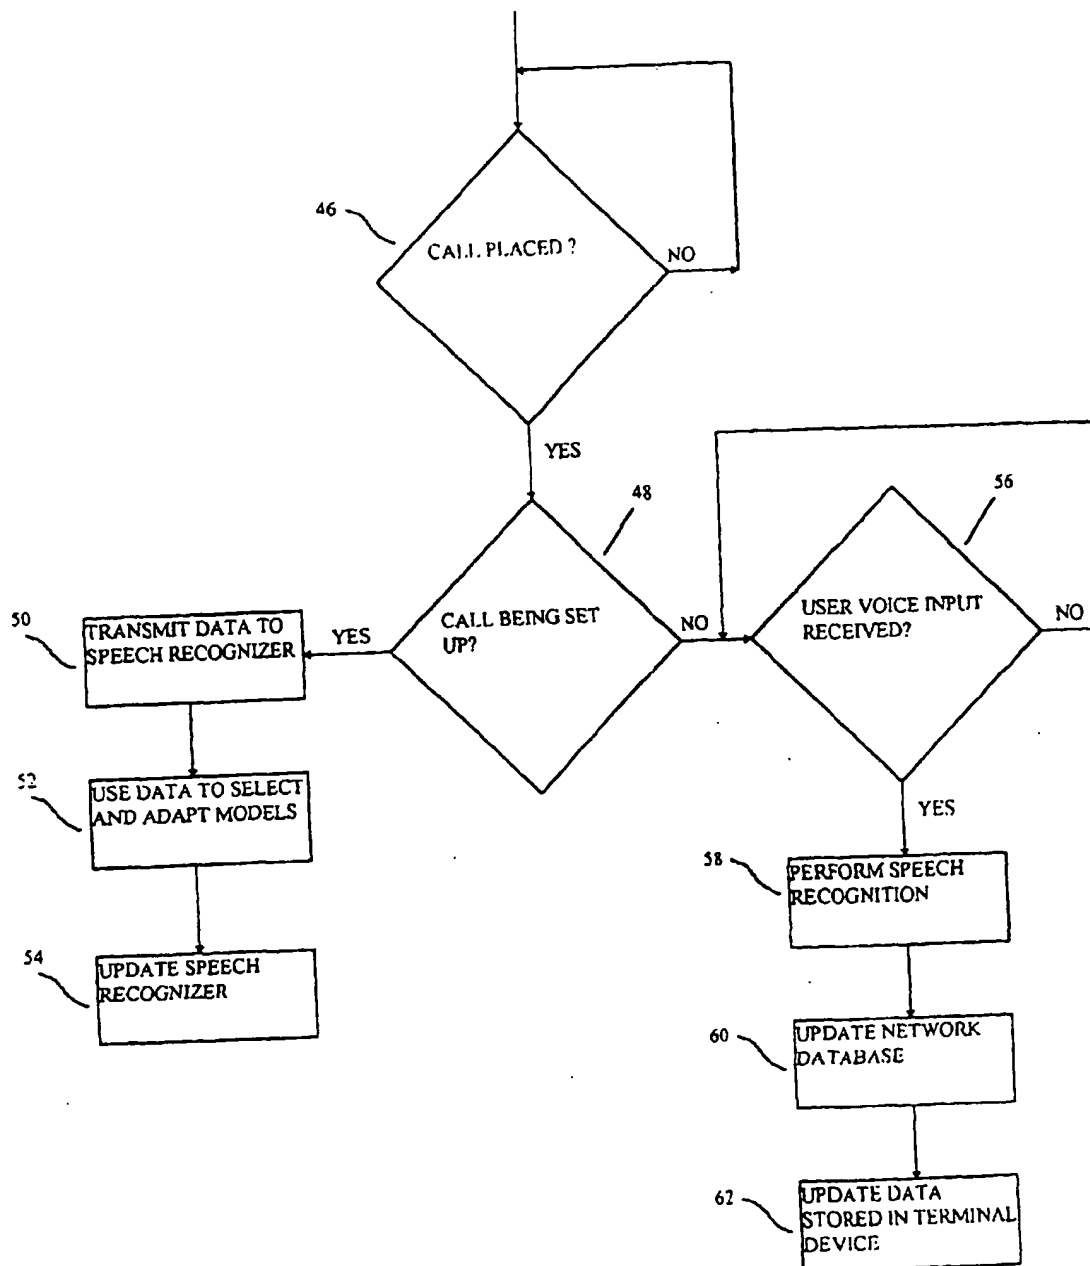 46
CALL PLACED ?
NO
YES
48
56
CALL BEING SET
UP?
NO
USER VOICE INPUT
RECEIVED?
NO
YES
50
TRANSMIT DATA TO
SPEECH RECOGNIZER
52
USE DATA TO SELECT
AND ADAPT MODELS
YES
58
PERFORM SPEECH
RECOGNITION
54
UPDATE SPEECH
RECOGNIZER
60
UPDATE NETWORK
DATABASE
62
UPDATE DATA
STORED IN TERMINAL
DEVICE